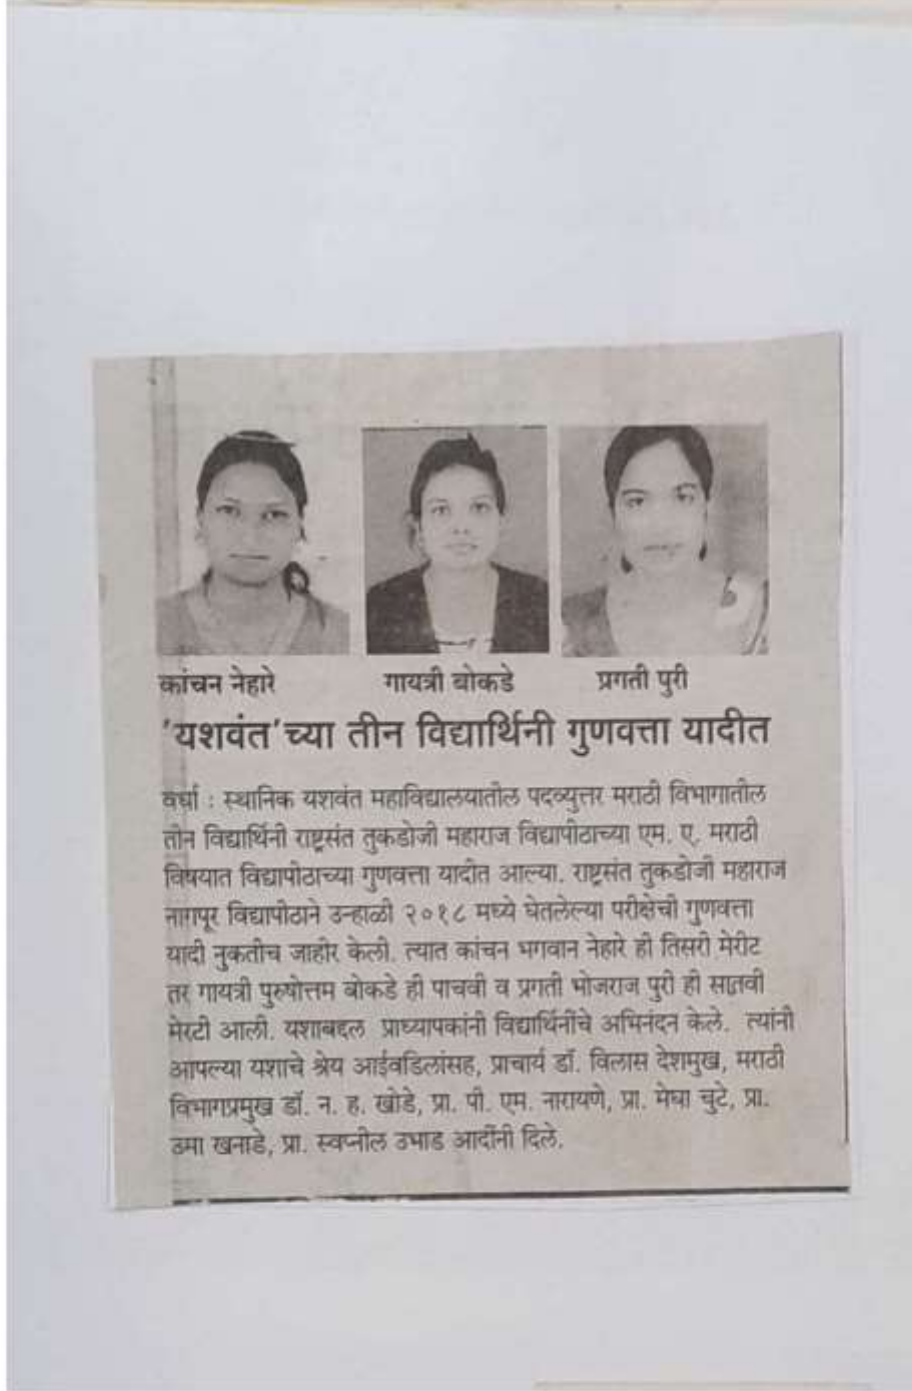 कांचन नेहारे
गायत्री बोकडे
प्रगती पुरी
'यशवंत'च्या तीन विद्यार्थिनी गुणवत्ता यादीत
वर्धा : स्थानिक यशवंत महाविद्यालयातील पदव्युत्तर मराठी विभागातील
तीन विद्यार्थिनी राष्ट्रसंत तुकडोजी महाराज विद्यापीठाच्या एम. ए. मराठी
विषयात विद्यापीठाच्या गुणवत्ता यादीत आल्या. राष्ट्रसंत तुकडोजी महाराज
नागपूर विद्यापीठाने उन्हाळी २०१८ मध्ये घेतलेल्या परीक्षेची गुणवत्ता
यादी नुकतीच जाहीर केली. त्यात कांचन भगवान नेहारे ही तिसरी मेरीट
तर गायत्री पुरुषोत्तम बोकडे ही पाचवी व प्रगती भोजराज पुरी ही सातवी
मेरटी आली. यशाबद्दल प्राध्यापकांनी विद्यार्थिनींचे अभिनंदन केले. त्यांनी
आपल्या यशाचे श्रेय आईवडिलांसह, प्राचार्य डॉ. विलास देशमुख, मराठी
विभागप्रमुख डॉ. न. ह. खोडे, प्रा. पी. एम. नारायणे, प्रा. मेघा चुटे, प्रा.
उमा खनाडे, प्रा. स्वप्नील उभाड आदींनी दिले.